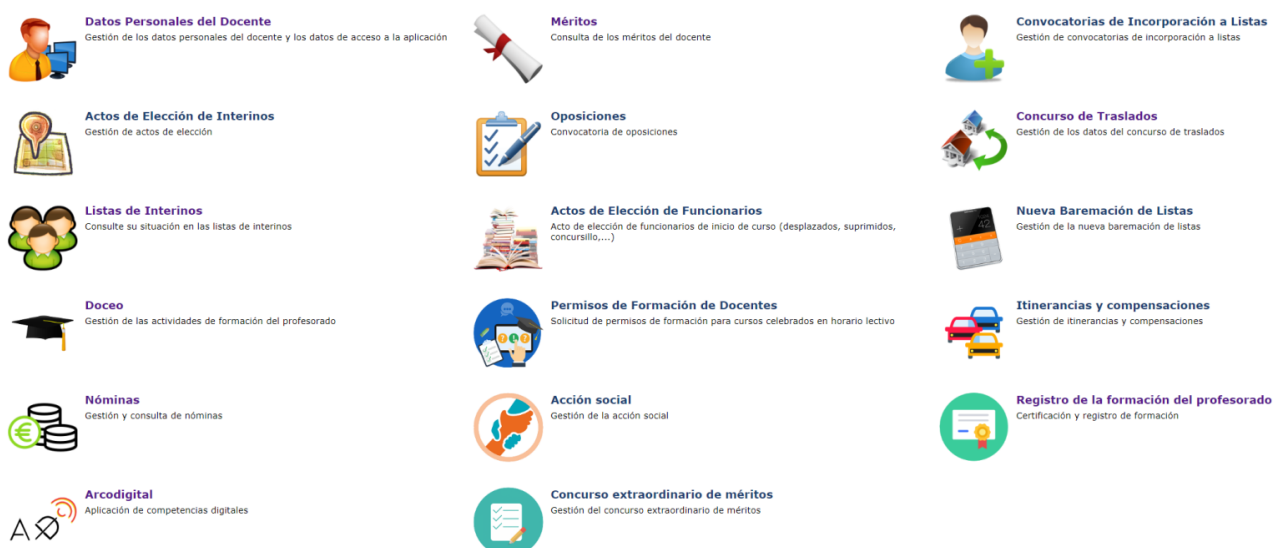 Datos Personales del Docente
Gestión de los datos personales del docente y los datos de acceso a la aplicación
Méritos
Consulta de los méritos del docente
Convocatorias de Incorporación a Listas
Gestión de convocatorias de incorporación a listas
Actos de Elección de Interinos
Gestión de actos de elección
Oposiciones
Convocatoria de oposiciones
Concurso de Traslados
Gestión de los datos del concurso de traslados
Listas de Interinos
Consulte su situación en las listas de interinos
Actos de Elección de Funcionarios
Acto de elección de funcionarios de inicio de curso (desplazados, suprimidos,
concursillo,...)
Nueva Baremación de Listas
Gestión de la nueva baremación de listas
Doceo
Gestión de las actividades de formación del profesorado
Permisos de Formación de Docentes
Solicitud de permisos de formación para cursos celebrados en horario lectivo
Itinerancias y compensaciones
Gestión de itinerancias y compensaciones
Nóminas
Gestión y consulta de nóminas
Acción social
Gestión de la acción social
Registro de la formación del profesorado
Certificación y registro de formación
Arcodigital
Aplicación de competencias digitales
Concurso extraordinario de méritos
Gestión del concurso extraordinario de méritos